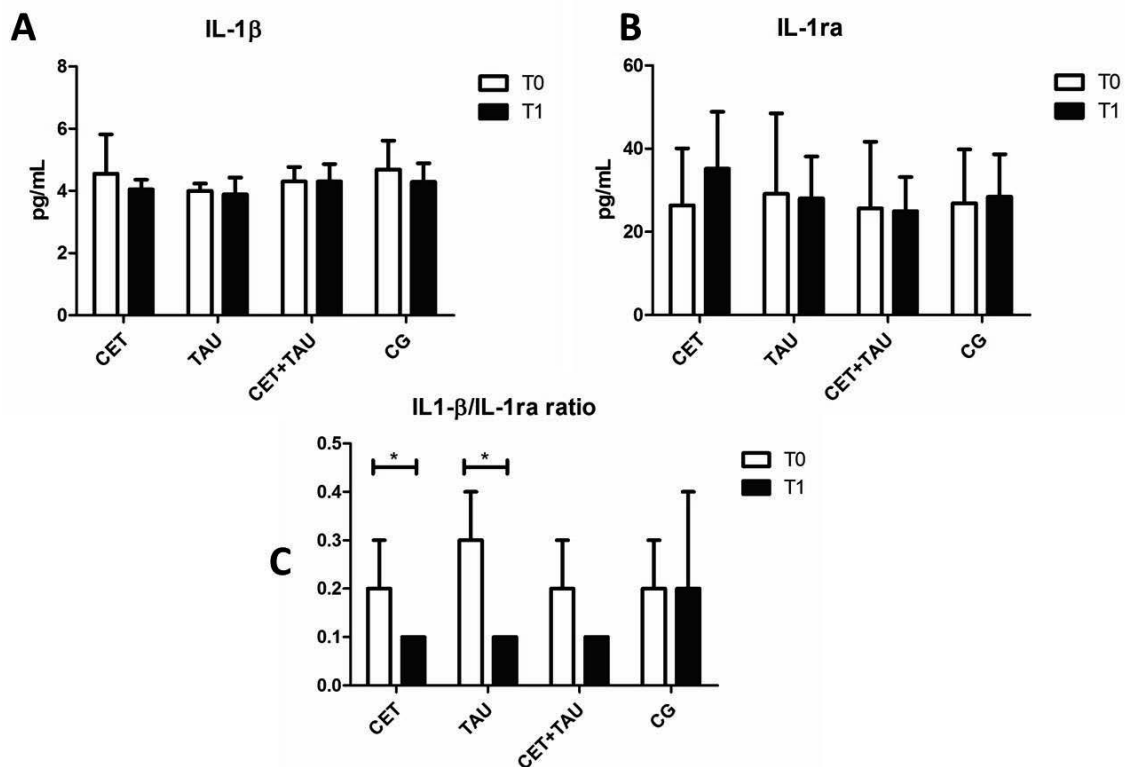 A
IL-1β
8
6
4
2
0
pg/mL
T0
T1
CET
TAU
CET+TAU
CG
B
IL-1ra
60
40
20
0
pg/mL
T0
T1
CET
TAU
CET+TAU
CG
C
IL1-β/IL-1ra ratio
0.5
0.4
0.3
0.2
0.1
0.0
* *
T0
T1
CET
TAU
CET+TAU
CG